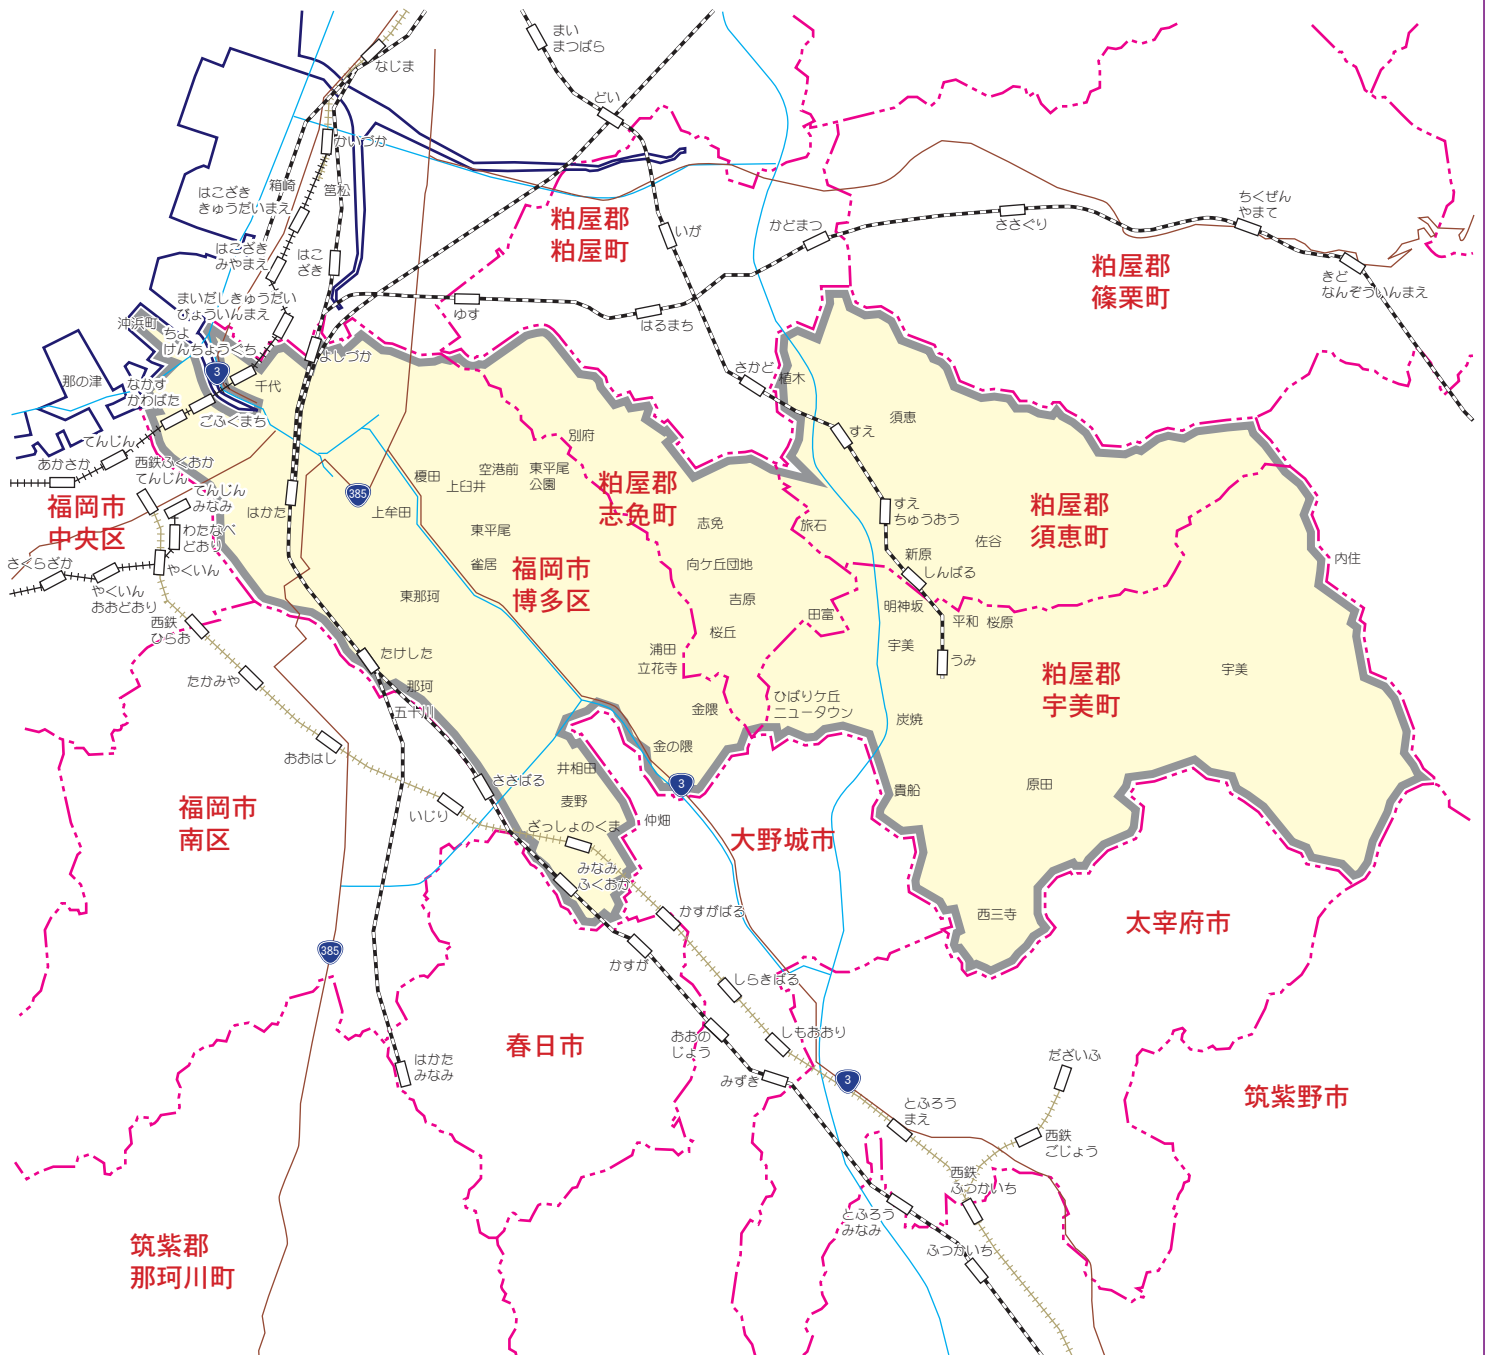 まい
まつばら
なじま
どい
かいづか
箱崎
筥松
はこざき
きゅうだいまえ
ちくぜん
やまて
粕屋郡
粕屋町
いが
かどまつ
ささぐり
はこざき
みやまえ
はこ
ざき
粕屋郡
篠栗町
きど
なんぞういんまえ
まいだしきゅうだい
びょういんまえ
ゆす
はるまち
沖浜町
ちよ
けんちょうぐち
よしづか
3
さかど
植木
那の津
なかす
かわばた
千代
ごふくまち
須恵
すえ
てんじん
別府
あかさか
西鉄ふくおか
てんじん
榎田
空港前
東平尾
公園
上臼井
粕屋郡
志免町
385
てんじん
みなみ
福岡市
中央区
はかた
上牟田
すえ
ちゅうおう
粕屋郡
須恵町
わたなべ
どおり
東平尾
志免
旅石
佐谷
さくらざか
やくいん
雀居
福岡市
博多区
向ケ丘団地
新原
しんばる
内住
やくいん
おおどおり
東那珂
吉原
田富
明神坂
西鉄
ひらお
平和
桜原
桜丘
たけした
浦田
宇美
立花寺
うみ
粕屋郡
宇美町
宇美
たかみや
那珂
五十川
金隈
ひばりケ丘
ニュータウン
炭焼
おおはし
金の隈
井相田
ささばる
3
貴船
原田
福岡市
南区
いじり
麦野
ざっしょのくま
仲畑
大野城市
みなみ
ふくおか
かすがばる
西三寺
太宰府市
385
かすが
しらきばる
春日市
おおの
じょう
しもおおり
はかた
みなみ
みずき
3
だざいふ
筑紫野市
とふろう
まえ
西鉄
ごじょう
西鉄
ふつかいち
とふろう
みなみ
筑紫郡
那珂川町
ふつかいち